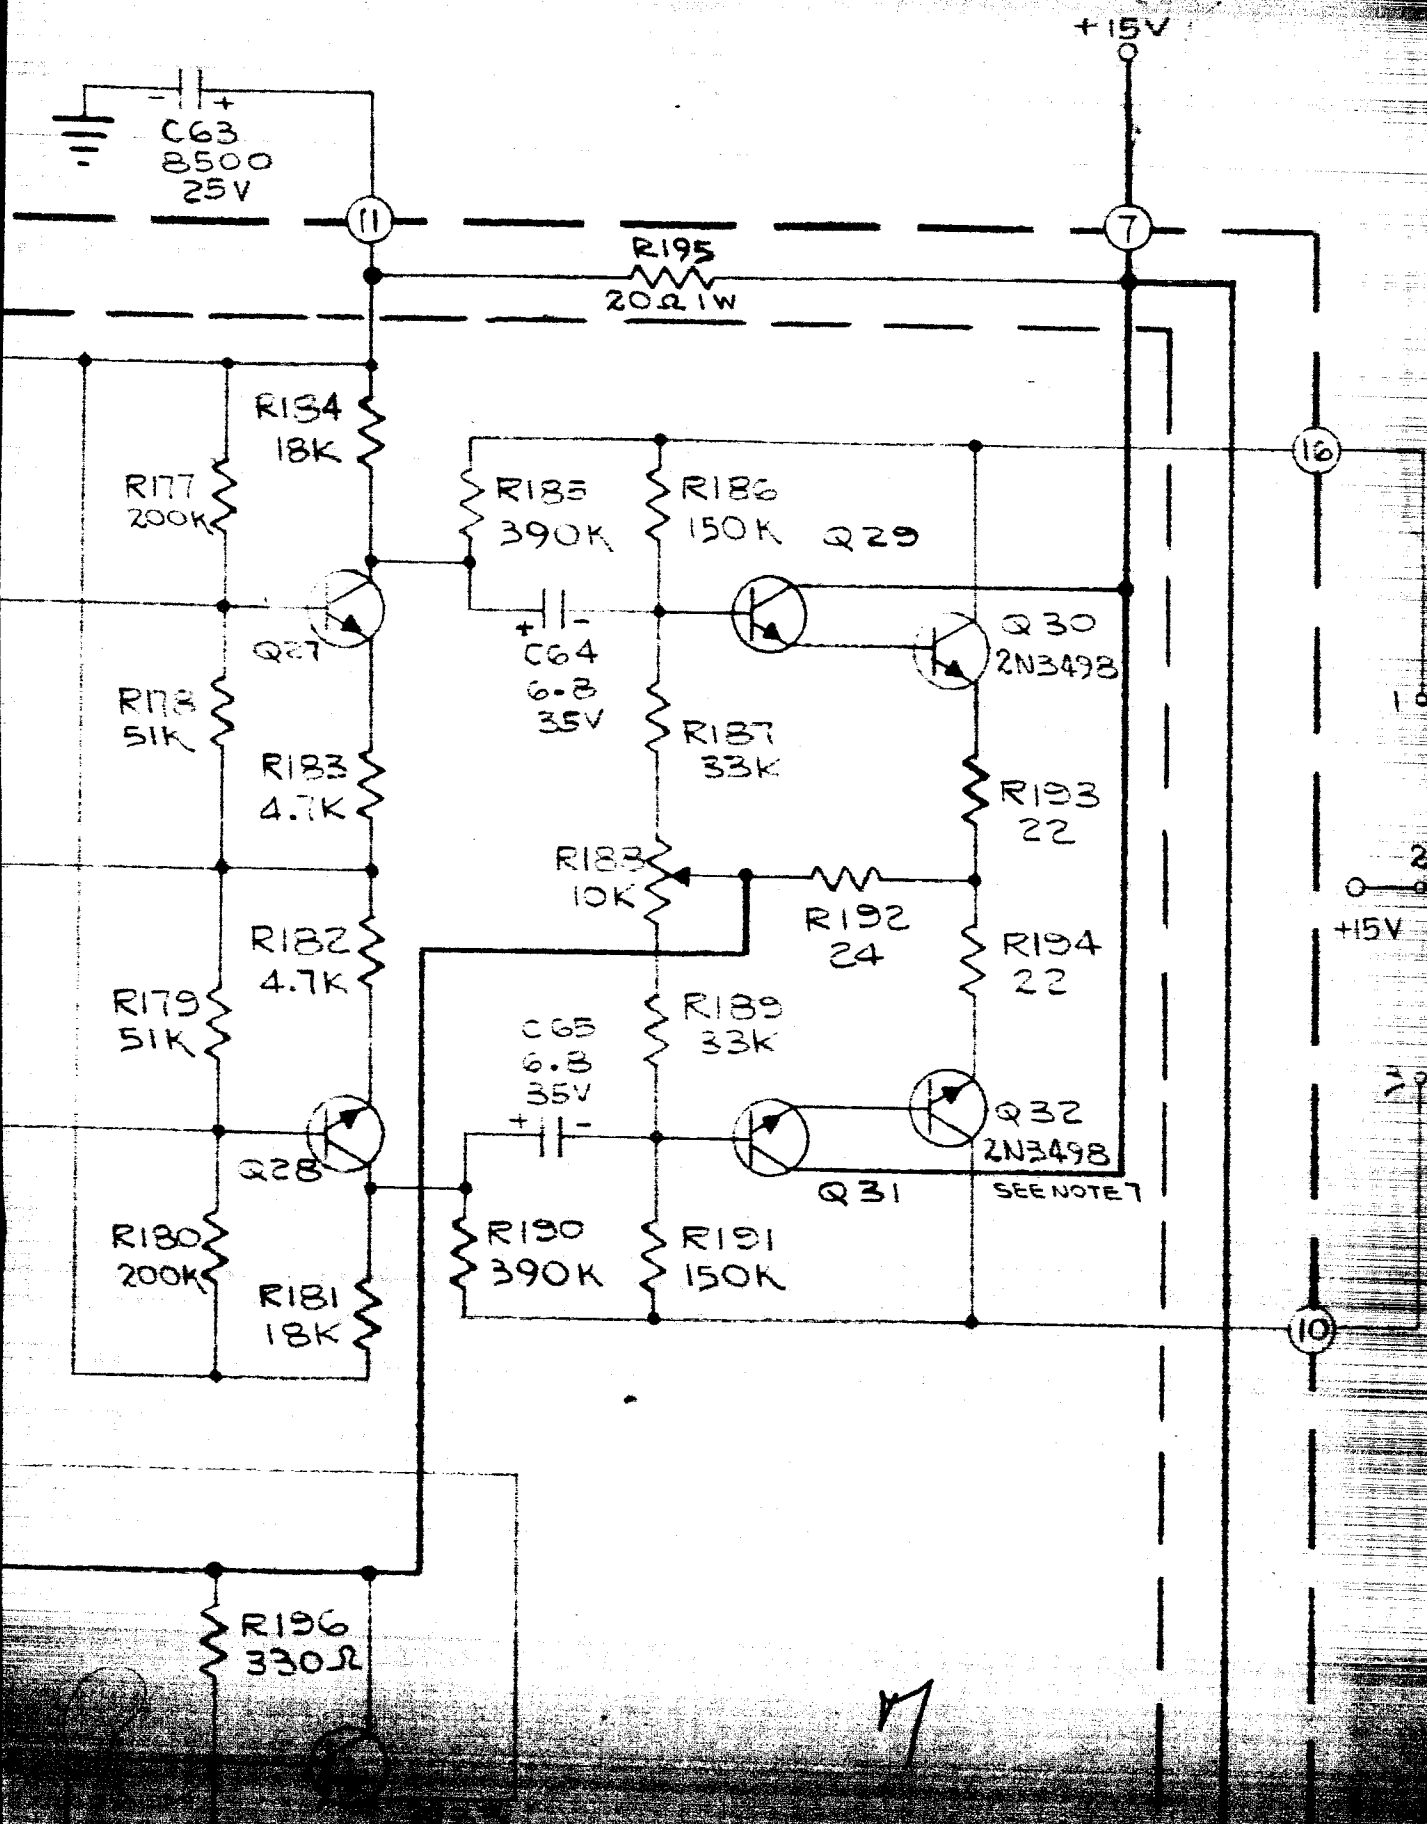 +15V
- +
C63
8500
25V
11
7
R195
20Ω 1W
R184
18K
16
R177
200K
R185
390K
R186
150K
Q29
Q27
+ -
C64
6.8
35V
Q30
2N3498
R178
51K
R187
33K
1
R183
4.7K
R193
22
R188
10K
2
+15V
R192
24
R182
4.7K
R194
22
R179
51K
R189
33K
C65
6.8
35V
+ -
3
Q32
2N3498
Q28
Q31
SEE NOTE 7
R180
200K
R190
390K
R191
150K
R181
18K
10
R196
330Ω